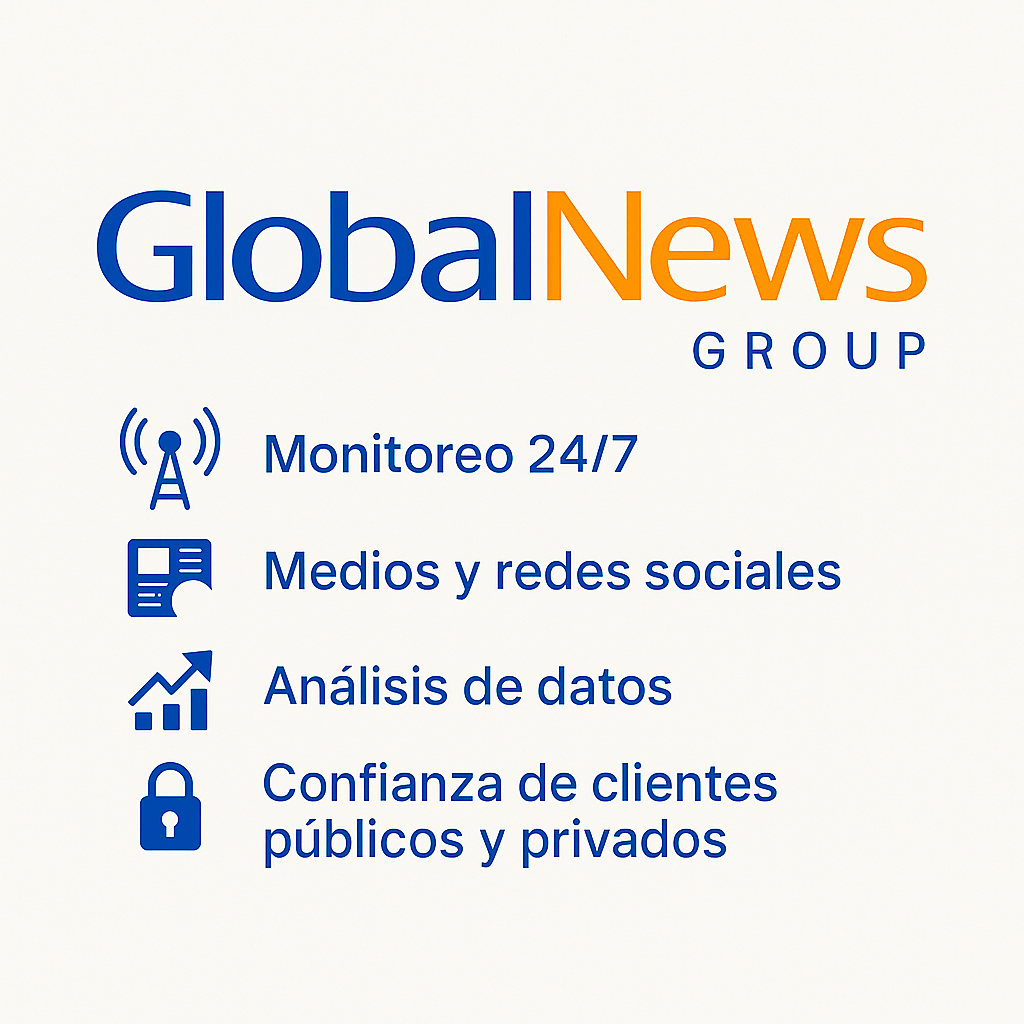 GlobalNews
GROUP
Monitoreo 24/7
Medios y redes sociales
Análisis de datos
Confianza de clientes
públicos y privados